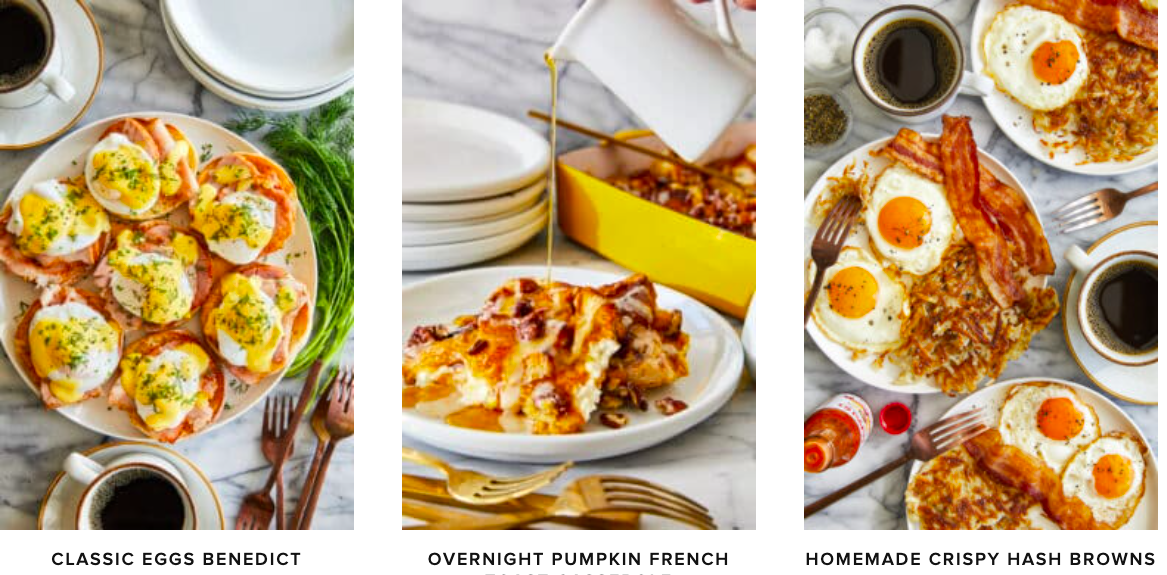 CLASSIC EGGS BENEDICT
OVERNIGHT PUMPKIN FRENCH
HOMEMADE CRISPY HASH BROWNS